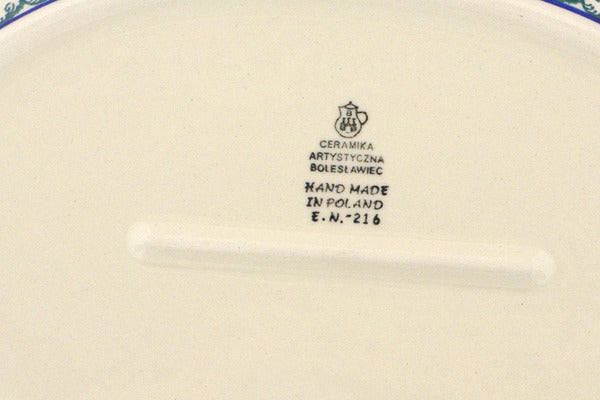 CERAMIKA
ARTYSTYCZNA
BOLESŁAWIEC
HAND MADE
IN POLAND
E.N.-216